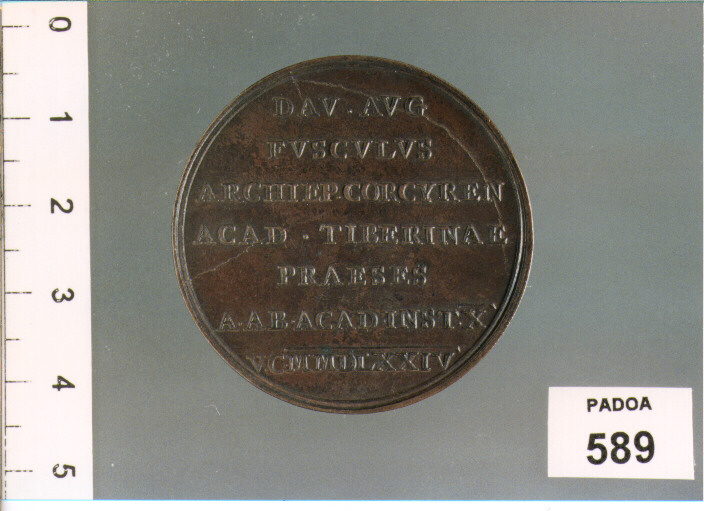 DAV · AVG
FVSCVLVS
ARCHIEP·CORCYREN
ACAD · TIBERINAE
PRAESES
A·AB·ACAD·INST·X
V·CMMDLXXIV
PADOA
589
0
1
2
3
4
5